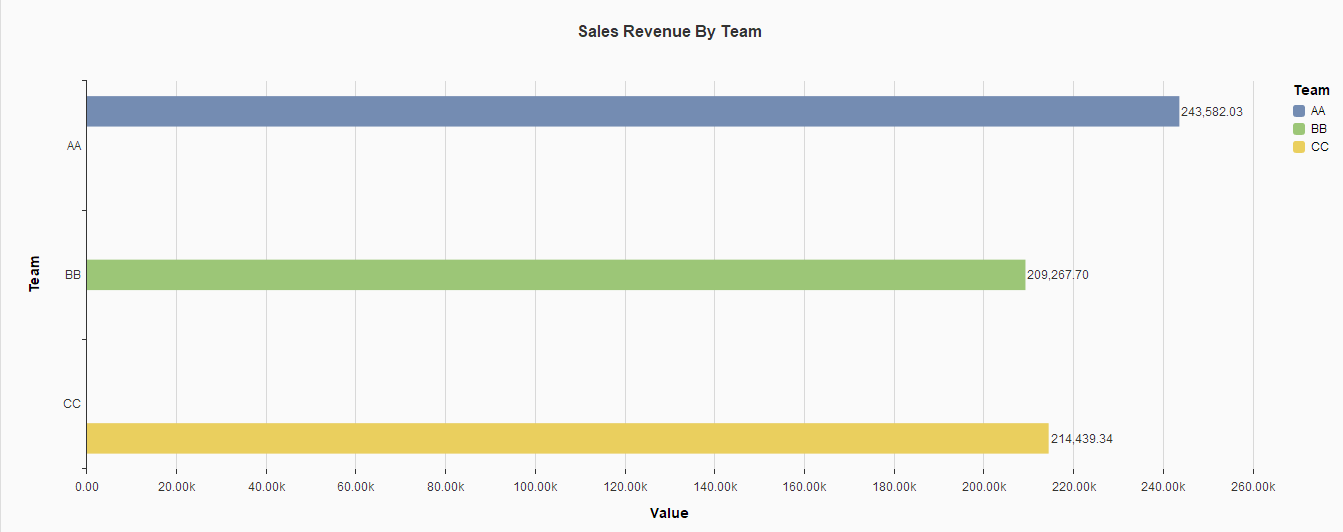 Sales Revenue By Team
Team
AA
BB
CC
243,582.03
AA
Team
BB
209,267.70
CC
214,439.34
0.00 20.00k 40.00k 60.00k 80.00k 100.00k 120.00k 140.00k 160.00k 180.00k 200.00k 220.00k 240.00k 260.00k
Value